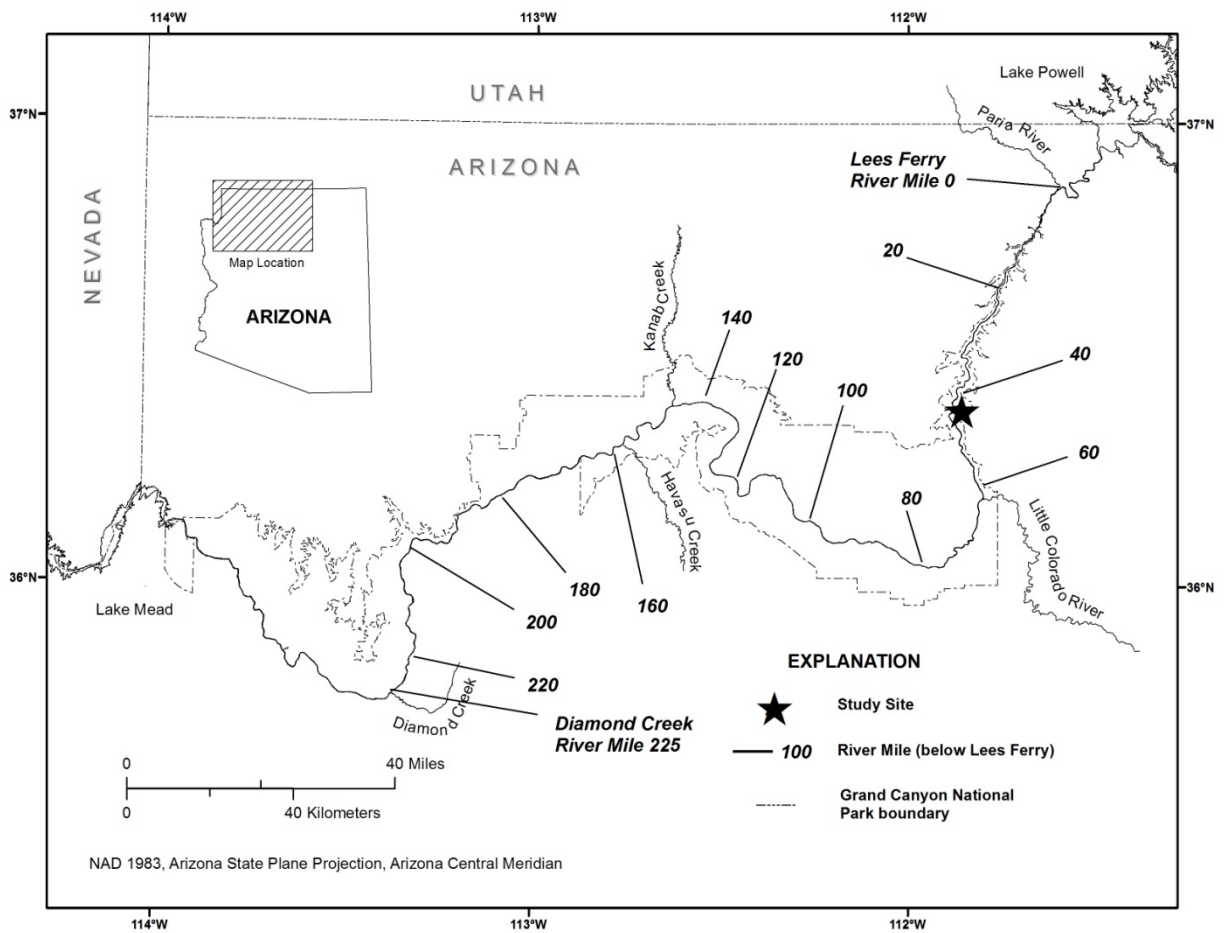 114°W
113°W
112°W
Lake Powell
UTAH
37°N
37°N
Paria River
ARIZONA
Lees Ferry
River Mile 0
NEVADA
20
Map Location
Kanab Creek
ARIZONA
140
40
120
100
60
Havasu Creek
80
Little Colorado River
36°N
36°N
180
160
Lake Mead
200
EXPLANATION
220
Study Site
Diamond Creek
Diamond Creek
River Mile 225
100
River Mile (below Lees Ferry)
0
40 Miles
0
40 Kilometers
Grand Canyon National
Park boundary
NAD 1983, Arizona State Plane Projection, Arizona Central Meridian
114°W
113°W
112°W